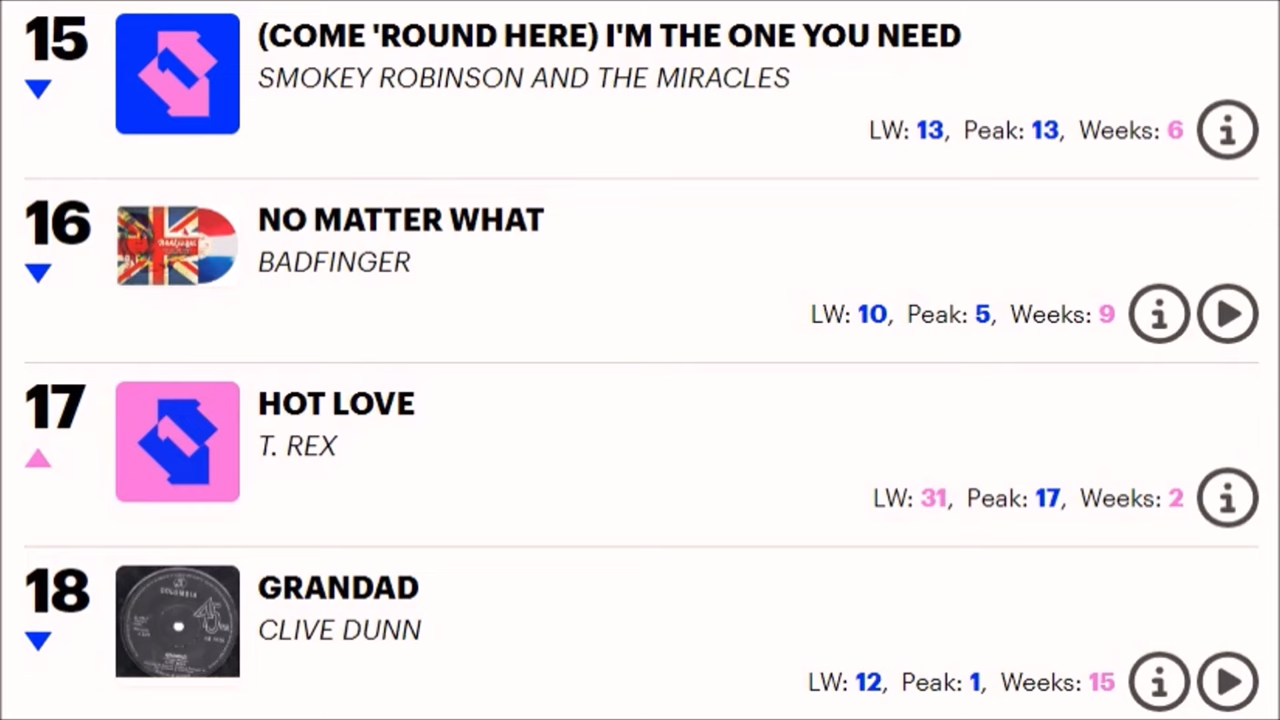 15
(COME 'ROUND HERE) I'M THE ONE YOU NEED
SMOKEY ROBINSON AND THE MIRACLES
LW: 13, Peak: 13, Weeks: 6
16
NO MATTER WHAT
BADFINGER
LW: 10, Peak: 5, Weeks: 9
17
HOT LOVE
T. REX
LW: 31, Peak: 17, Weeks: 2
18
GRANDAD
CLIVE DUNN
COLUMBIA
45
LW: 12, Peak: 1, Weeks: 15